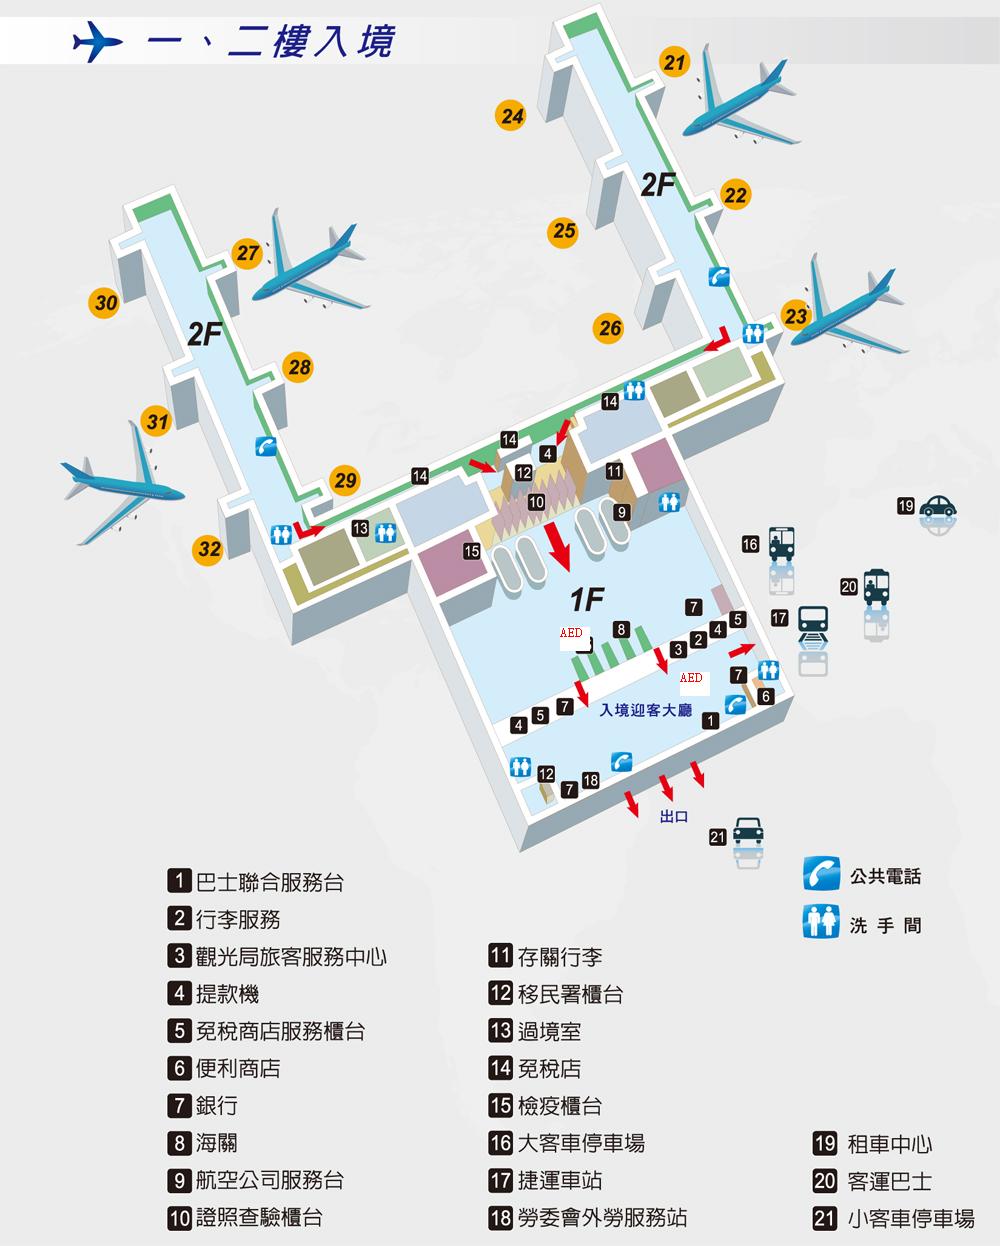 一、二樓入境
21
24
2F
22
25
27
30
26
23
2F
28
31
29
32
14
14
4
14
12
11
10
9
13
15
19
16
20
17
1F
AED
8
7
5
4
2
3
AED
7
6
7
5
4
入境迎客大廳
1
12
7
18
出口
21
公共電話
洗手間
1 巴士聯合服務台
2 行李服務
3 觀光局旅客服務中心
4 提款機
5 免稅商店服務櫃台
6 便利商店
7 銀行
8 海關
9 航空公司服務台
10 證照查驗櫃台
11 存關行李
12 移民署櫃台
13 過境室
14 免稅店
15 檢疫櫃台
16 大客車停車場
17 捷運車站
18 勞委會外勞服務站
19 租車中心
20 客運巴士
21 小客車停車場